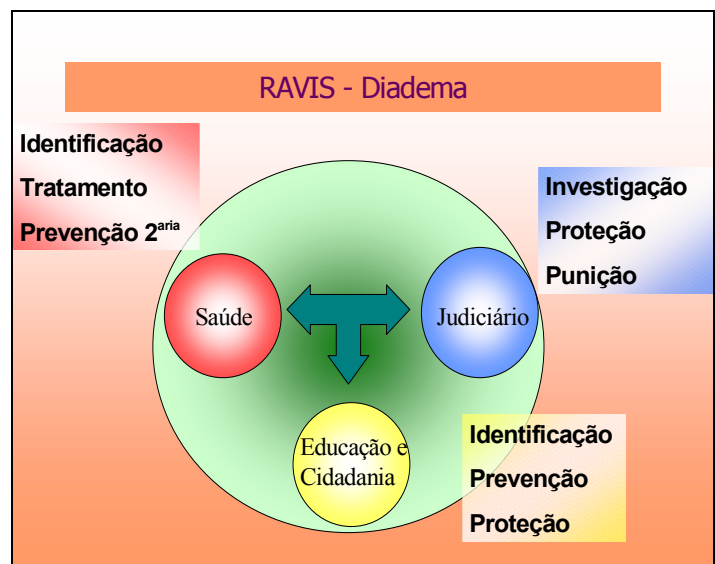 RAVIS - Diadema
Identificação
Tratamento
Prevenção 2ªʳⁱᵃ
Investigação
Proteção
Punição
Saúde
Judiciário
Educação e
Cidadania
Identificação
Prevenção
Proteção